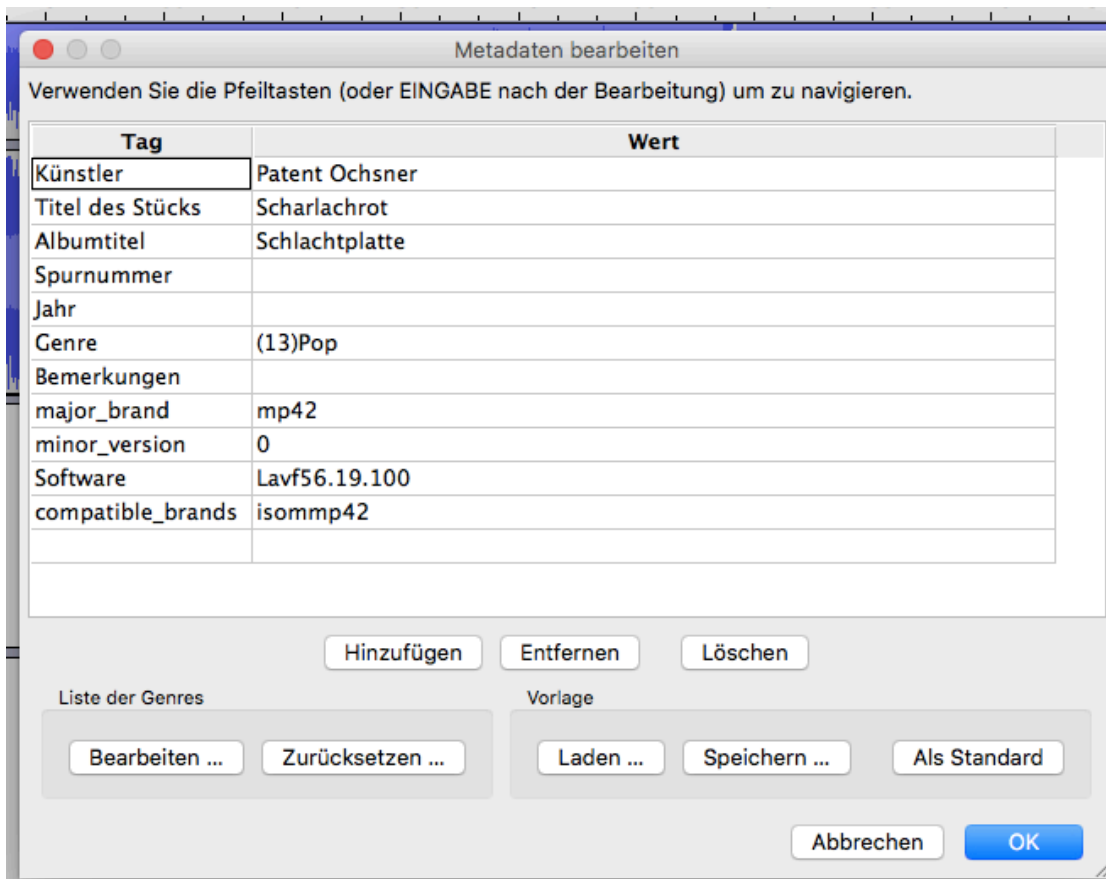 Metadaten bearbeiten
Verwenden Sie die Pfeiltasten (oder EINGABE nach der Bearbeitung) um zu navigieren.
Tag Wert
Künstler Patent Ochsner
Titel des Stücks Scharlachrot
Albumtitel Schlachtplatte
Spurnummer
Jahr
Genre (13)Pop
Bemerkungen
major_brand mp42
minor_version 0
Software Lavf56.19.100
compatible_brands isommp42
Hinzufügen Entfernen Löschen
Liste der Genres Vorlage
Bearbeiten ... Zurücksetzen ... Laden ... Speichern ... Als Standard
Abbrechen OK